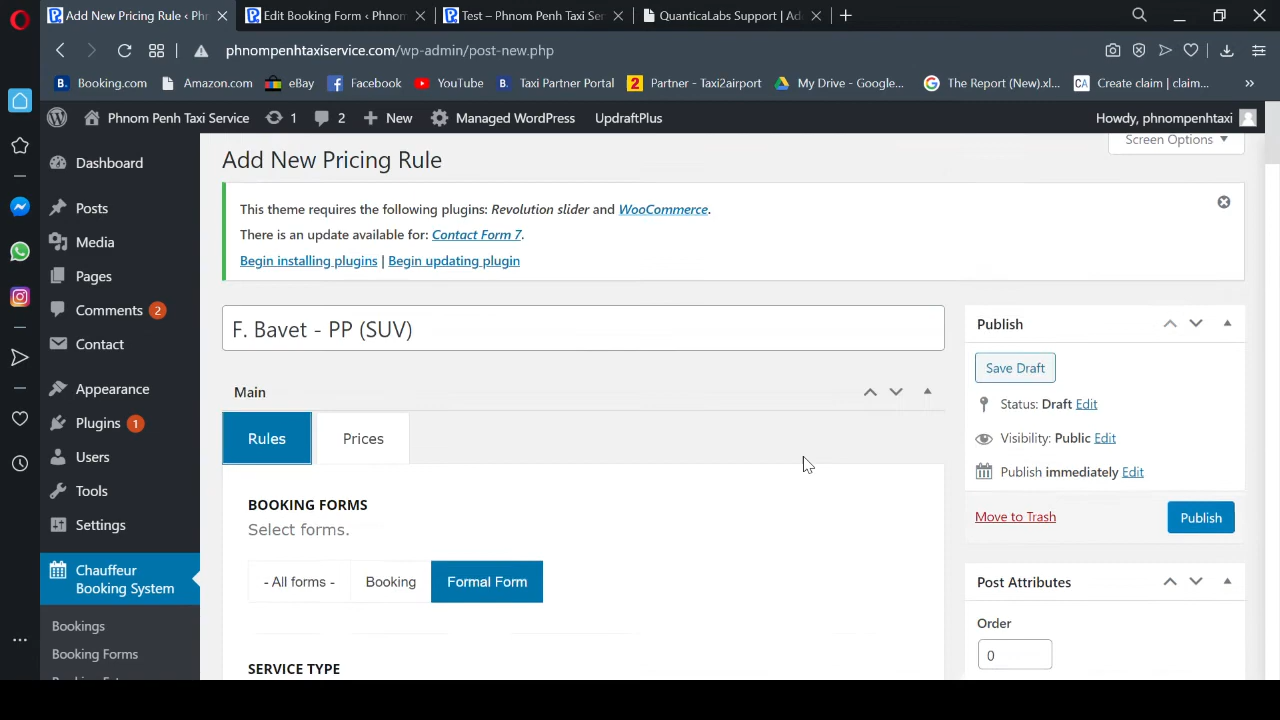 Add New Pricing Rule ‹ Phr
Edit Booking Form ‹ Phnom
Test – Phnom Penh Taxi Ser
QuanticaLabs Support | Ad
phnompenhtaxiservice.com/wp-admin/post-new.php
Booking.com
Amazon.com
eBay
Facebook
YouTube
Taxi Partner Portal
Partner - Taxi2airport
My Drive - Google...
The Report (New).xl...
Create claim | claim...
Phnom Penh Taxi Service
1
2
New
Managed WordPress
UpdraftPlus
Howdy, phnompenhtaxi
Screen Options
Dashboard
Posts
Media
Pages
Comments 2
Contact
Appearance
Plugins 1
Users
Tools
Settings
Chauffeur
Booking System
Bookings
Booking Forms
Add New Pricing Rule
This theme requires the following plugins: Revolution slider and WooCommerce.
There is an update available for: Contact Form 7.
Begin installing plugins | Begin updating plugin
F. Bavet - PP (SUV)
Main
Rules
Prices
BOOKING FORMS
Select forms.
- All forms -
Booking
Formal Form
SERVICE TYPE
Publish
Save Draft
Status: Draft Edit
Visibility: Public Edit
Publish immediately Edit
Move to Trash
Publish
Post Attributes
Order
0